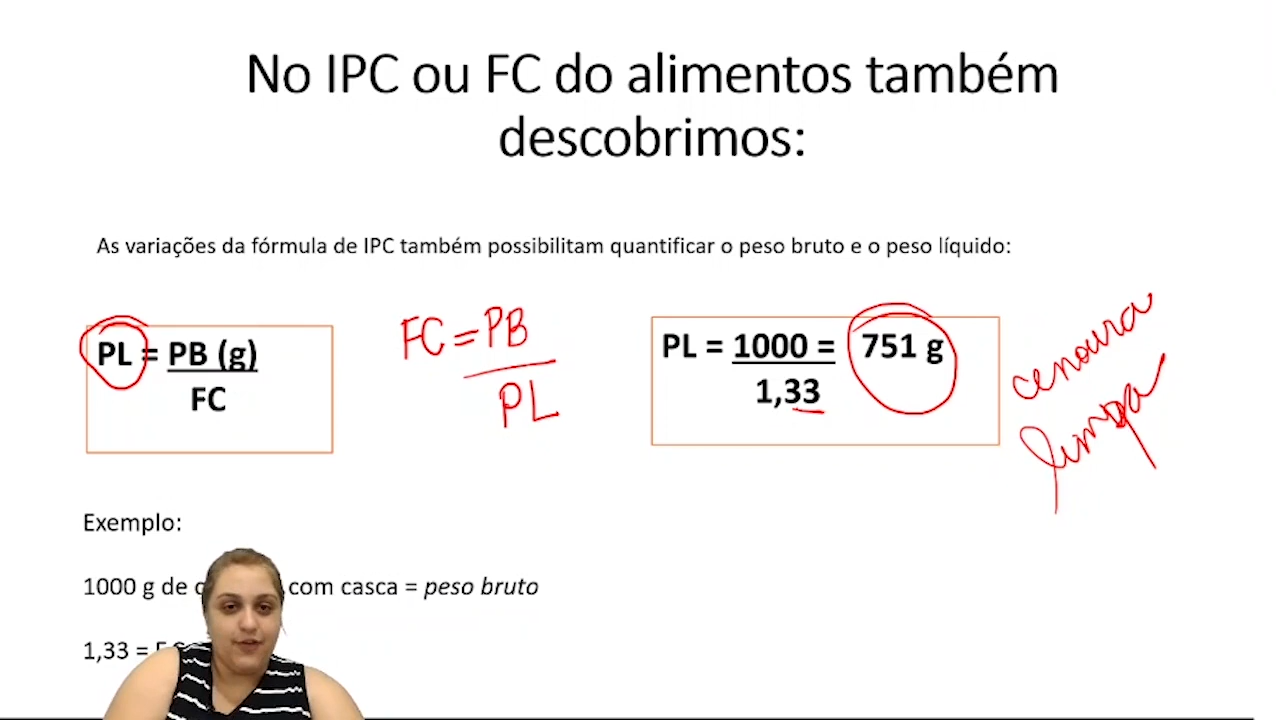 No IPC ou FC do alimentos também
descobrimos:
As variações da fórmula de IPC também possibilitam quantificar o peso bruto e o peso líquido:
PL = PB (g)
FC
FC = PB
PL
PL = 1000 = 751 g
1,33
cenoura
limpa
Exemplo:
1000 g de com casca = peso bruto
1,33 =